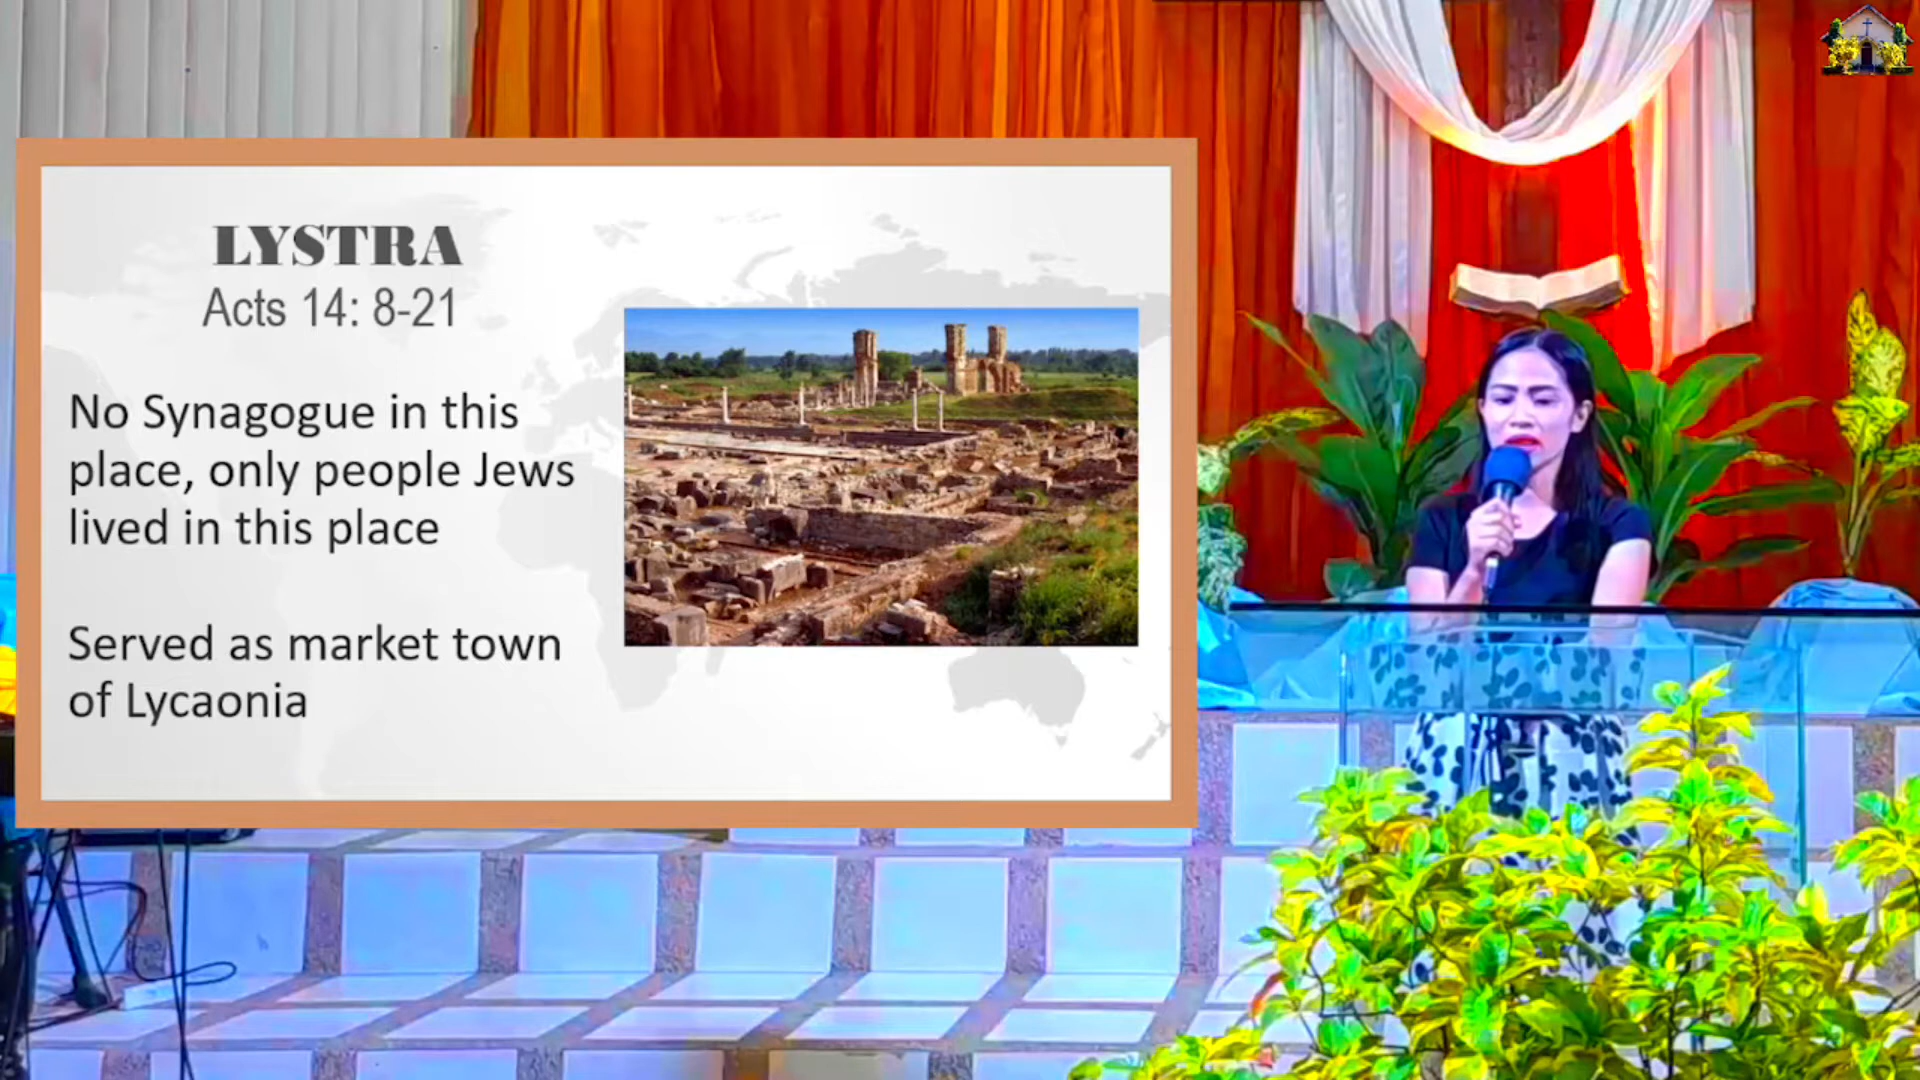 LYSTRA
Acts 14: 8-21
No Synagogue in this
place, only people Jews
lived in this place
Served as market town
of Lycaonia